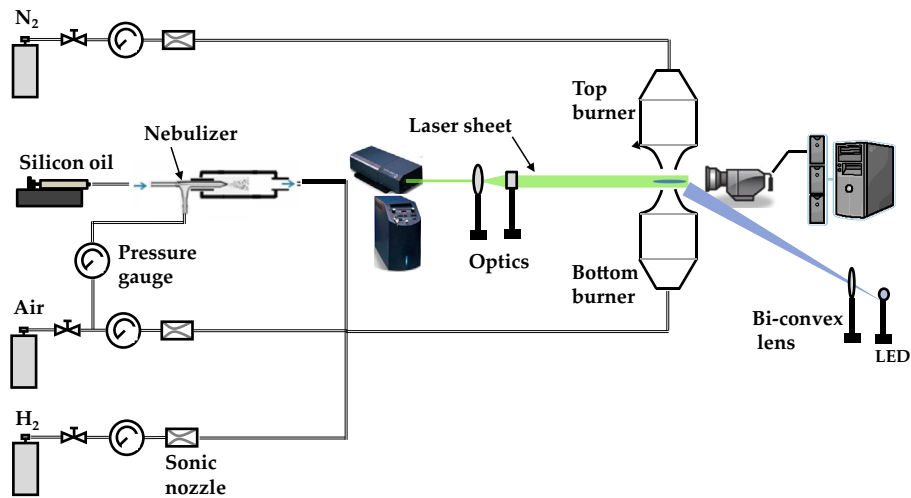 N2
Top
burner
Laser sheet
Nebulizer
Silicon oil
Pressure
gauge
Optics
Bottom
burner
Air
Bi-convex
lens
LED
H2
Sonic
nozzle